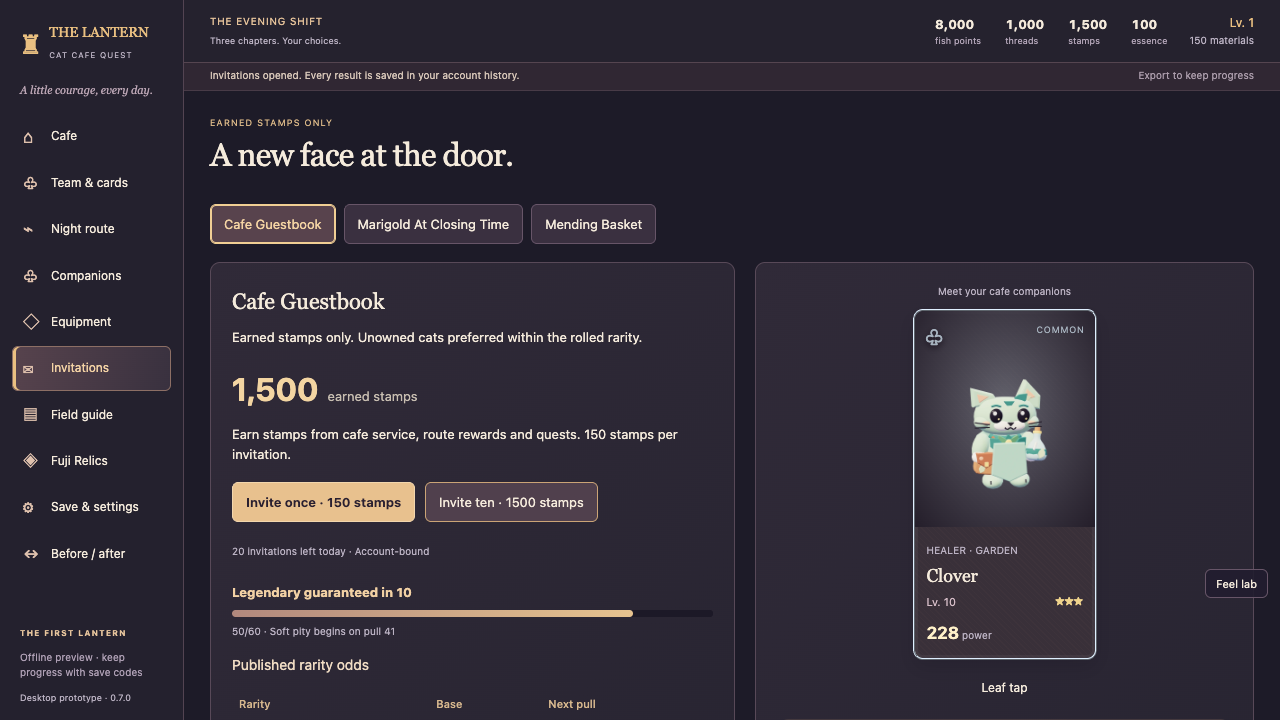 THE LANTERN
CAT CAFE QUEST
A little courage, every day.
Cafe
Team & cards
Night route
Companions
Equipment
Invitations
Field guide
Fuji Relics
Save & settings
Before / after
THE FIRST LANTERN
Offline preview · keep
progress with save codes
Desktop prototype · 0.7.0
THE EVENING SHIFT
Three chapters. Your choices.
8,000
fish points
1,000
threads
1,500
stamps
100
essence
Lv. 1
150 materials
Invitations opened. Every result is saved in your account history.
Export to keep progress
EARNED STAMPS ONLY
A new face at the door.
Cafe Guestbook
Marigold At Closing Time
Mending Basket
Cafe Guestbook
Earned stamps only. Unowned cats preferred within the rolled rarity.
1,500 earned stamps
Earn stamps from cafe service, route rewards and quests. 150 stamps per
invitation.
Invite once · 150 stamps
Invite ten · 1500 stamps
20 invitations left today · Account-bound
Legendary guaranteed in 10
50/60 · Soft pity begins on pull 41
Published rarity odds
Rarity Base Next pull
Meet your cafe companions
COMMON
HEALER · GARDEN
Clover
Lv. 10
228 power
Leaf tap
Feel lab